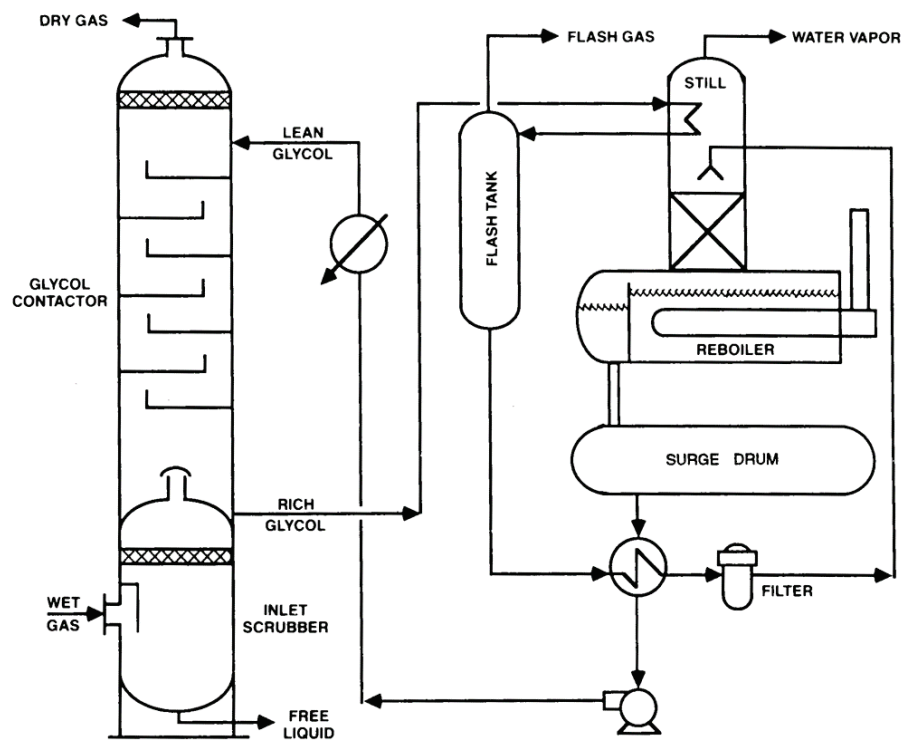 DRY GAS
FLASH GAS
WATER VAPOR
STILL
LEAN
GLYCOL
FLASH TANK
GLYCOL
CONTACTOR
REBOILER
SURGE DRUM
RICH
GLYCOL
FILTER
WET
GAS
INLET
SCRUBBER
FREE
LIQUID